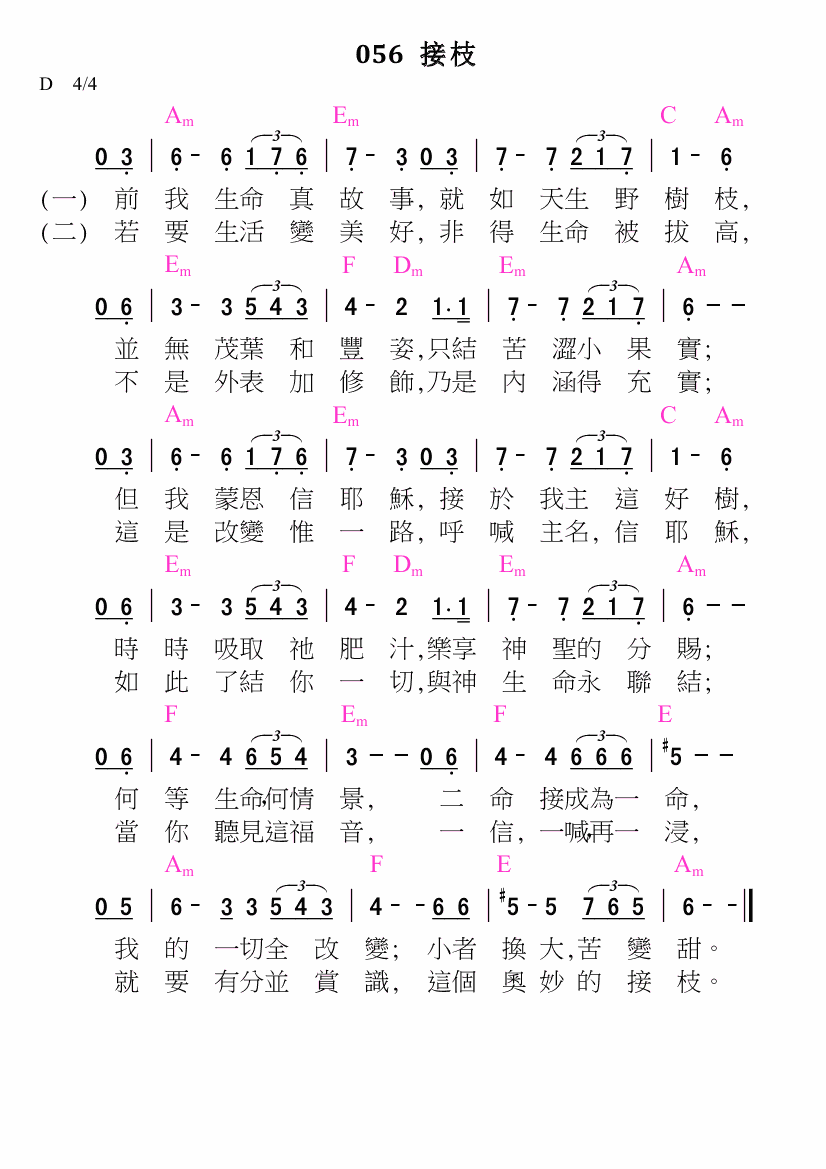 056 接枝
D 4/4
Am Em C Am
0 3 | 6 - 6 1 7 6 | 7 - 3 0 3 | 7 - 7 2 1 7 | 1 - 6
(一) 前 我 生命 真 故 事, 就 如 天生 野 樹 枝,
(二) 若 要 生活 變 美 好, 非 得 生命 被 拔 高,
Em F Dm Em Am
0 6 | 3 - 3 5 4 3 | 4 - 2 1· 1 | 7 - 7 2 1 7 | 6 - -
並 無 茂葉 和 豐 姿,只結 苦 澀小 果 實;
不 是 外表 加 修 飾,乃是 內 涵得 充 實;
Am Em C Am
0 3 | 6 - 6 1 7 6 | 7 - 3 0 3 | 7 - 7 2 1 7 | 1 - 6
但 我 蒙恩 信 耶 穌, 接 於 我主 這 好 樹,
這 是 改變 惟 一 路, 呼 喊 主名, 信 耶 穌,
Em F Dm Em Am
0 6 | 3 - 3 5 4 3 | 4 - 2 1· 1 | 7 - 7 2 1 7 | 6 - -
時 時 吸取 祂 肥 汁,樂享 神 聖的 分 賜;
如 此 了結 你 一 切,與神 生 命永 聯 結;
F Em F E
0 6 | 4 - 4 6 5 4 | 3 - - 0 6 | 4 - 4 6 6 6 | #5 - -
何 等 生命,何情 景, 二 命 接成為一 命,
當 你 聽見這福 音, 一 信, 一喊,再一 浸,
Am F E Am
0 5 | 6 - 3 3 5 4 3 | 4 - - 6 6 | #5 - 5 7 6 5 | 6 - -
我 的 一切全 改 變; 小者 換 大,苦 變 甜。
就 要 有分並 賞 識, 這個 奧 妙 的 接 枝。